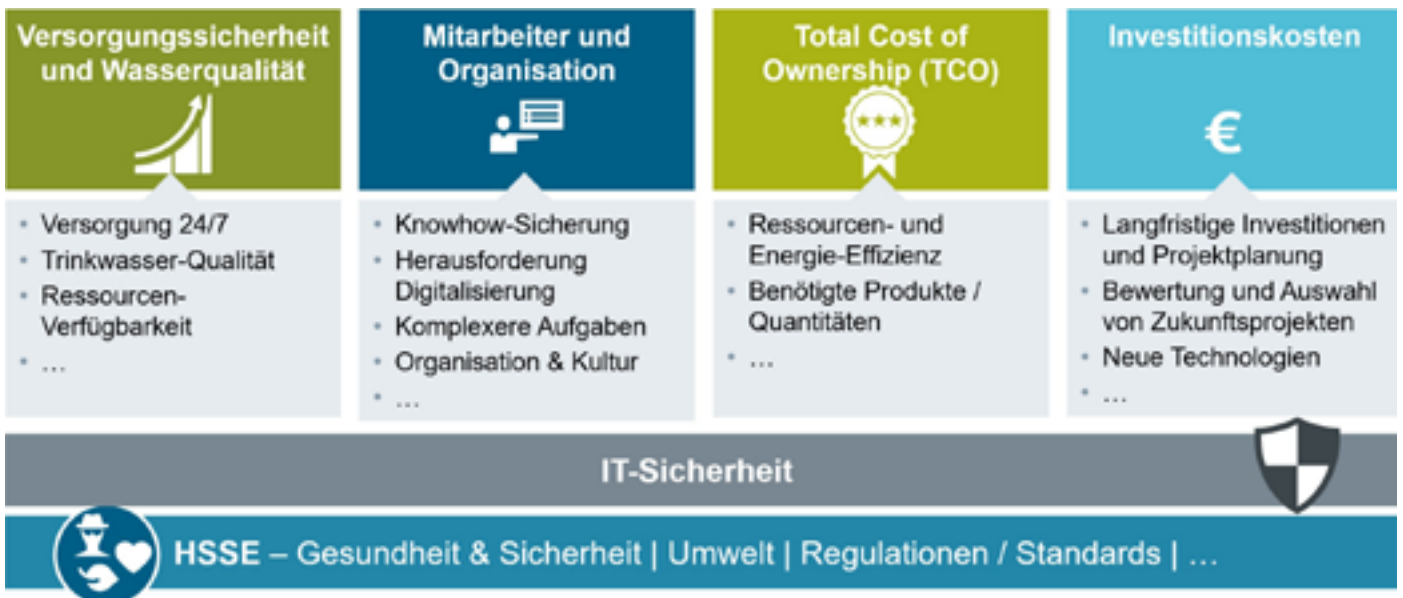 Versorgungssicherheit
und Wasserqualität
• Versorgung 24/7
• Trinkwasser-Qualität
• Ressourcen-
Verfügbarkeit
• …
Mitarbeiter und
Organisation
• Knowhow-Sicherung
• Herausforderung
Digitalisierung
• Komplexere Aufgaben
• Organisation & Kultur
• …
Total Cost of
Ownership (TCO)
• Ressourcen- und
Energie-Effizienz
• Benötigte Produkte /
Quantitäten
• …
Investitionskosten
€
• Langfristige Investitionen
und Projektplanung
• Bewertung und Auswahl
von Zukunftsprojekten
• Neue Technologien
• …
IT-Sicherheit
HSSE – Gesundheit & Sicherheit | Umwelt | Regulationen / Standards | …